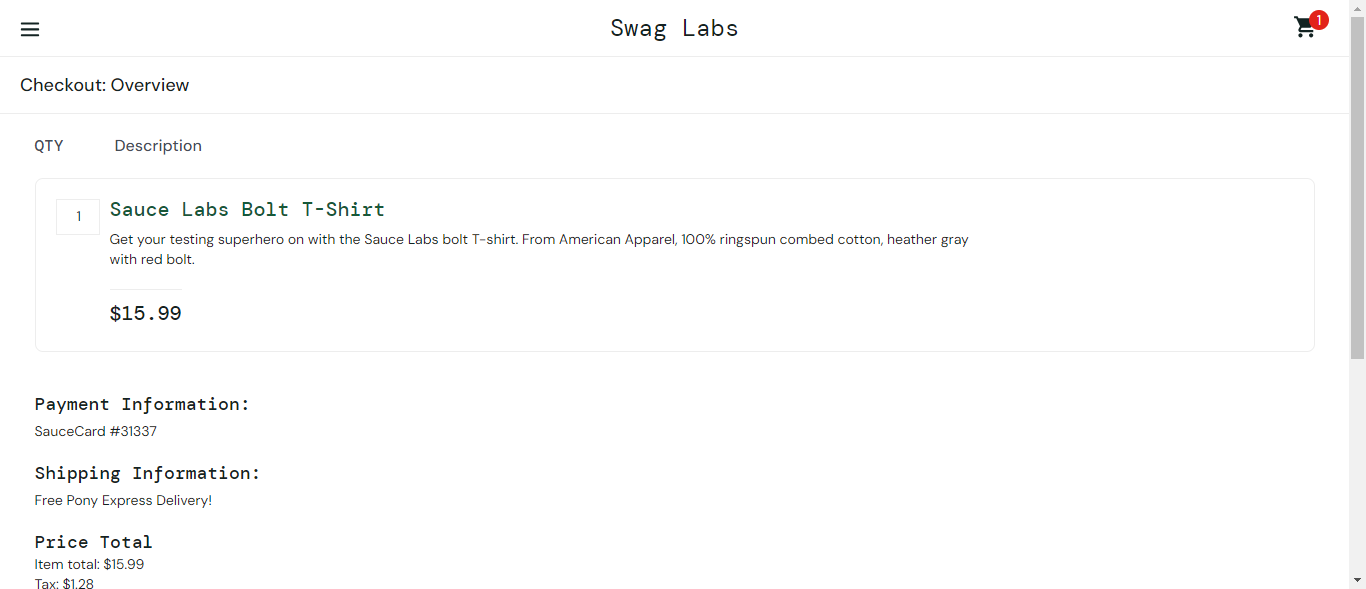 Swag Labs
1
Checkout: Overview
QTY Description
1
Sauce Labs Bolt T-Shirt
Get your testing superhero on with the Sauce Labs bolt T-shirt. From American Apparel, 100% ringspun combed cotton, heather gray
with red bolt.
$15.99
Payment Information:
SauceCard #31337
Shipping Information:
Free Pony Express Delivery!
Price Total
Item total: $15.99
Tax: $1.28